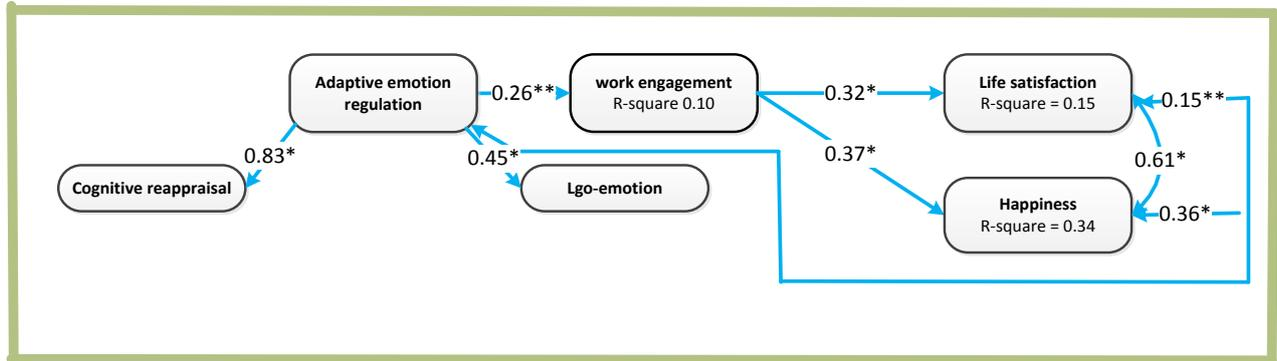 Adaptive emotion
regulation
0.26**
work engagement
R-square 0.10
0.32*
Life satisfaction
R-square = 0.15
0.15**
0.83*
0.45*
0.37*
0.61*
Cognitive reappraisal
Lgo-emotion
Happiness
R-square = 0.34
0.36*